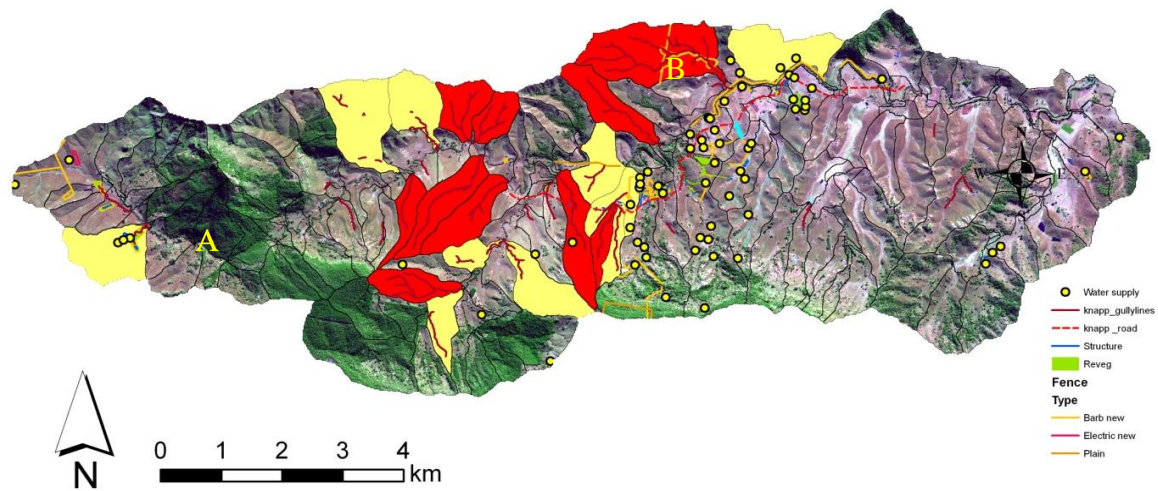 B
A
N
W
E
S
Water supply
knapp_gullylines
knapp _road
Structure
Reveg
Fence
Type
Barb new
Electric new
Plain
N
0 1 2 3 4
km